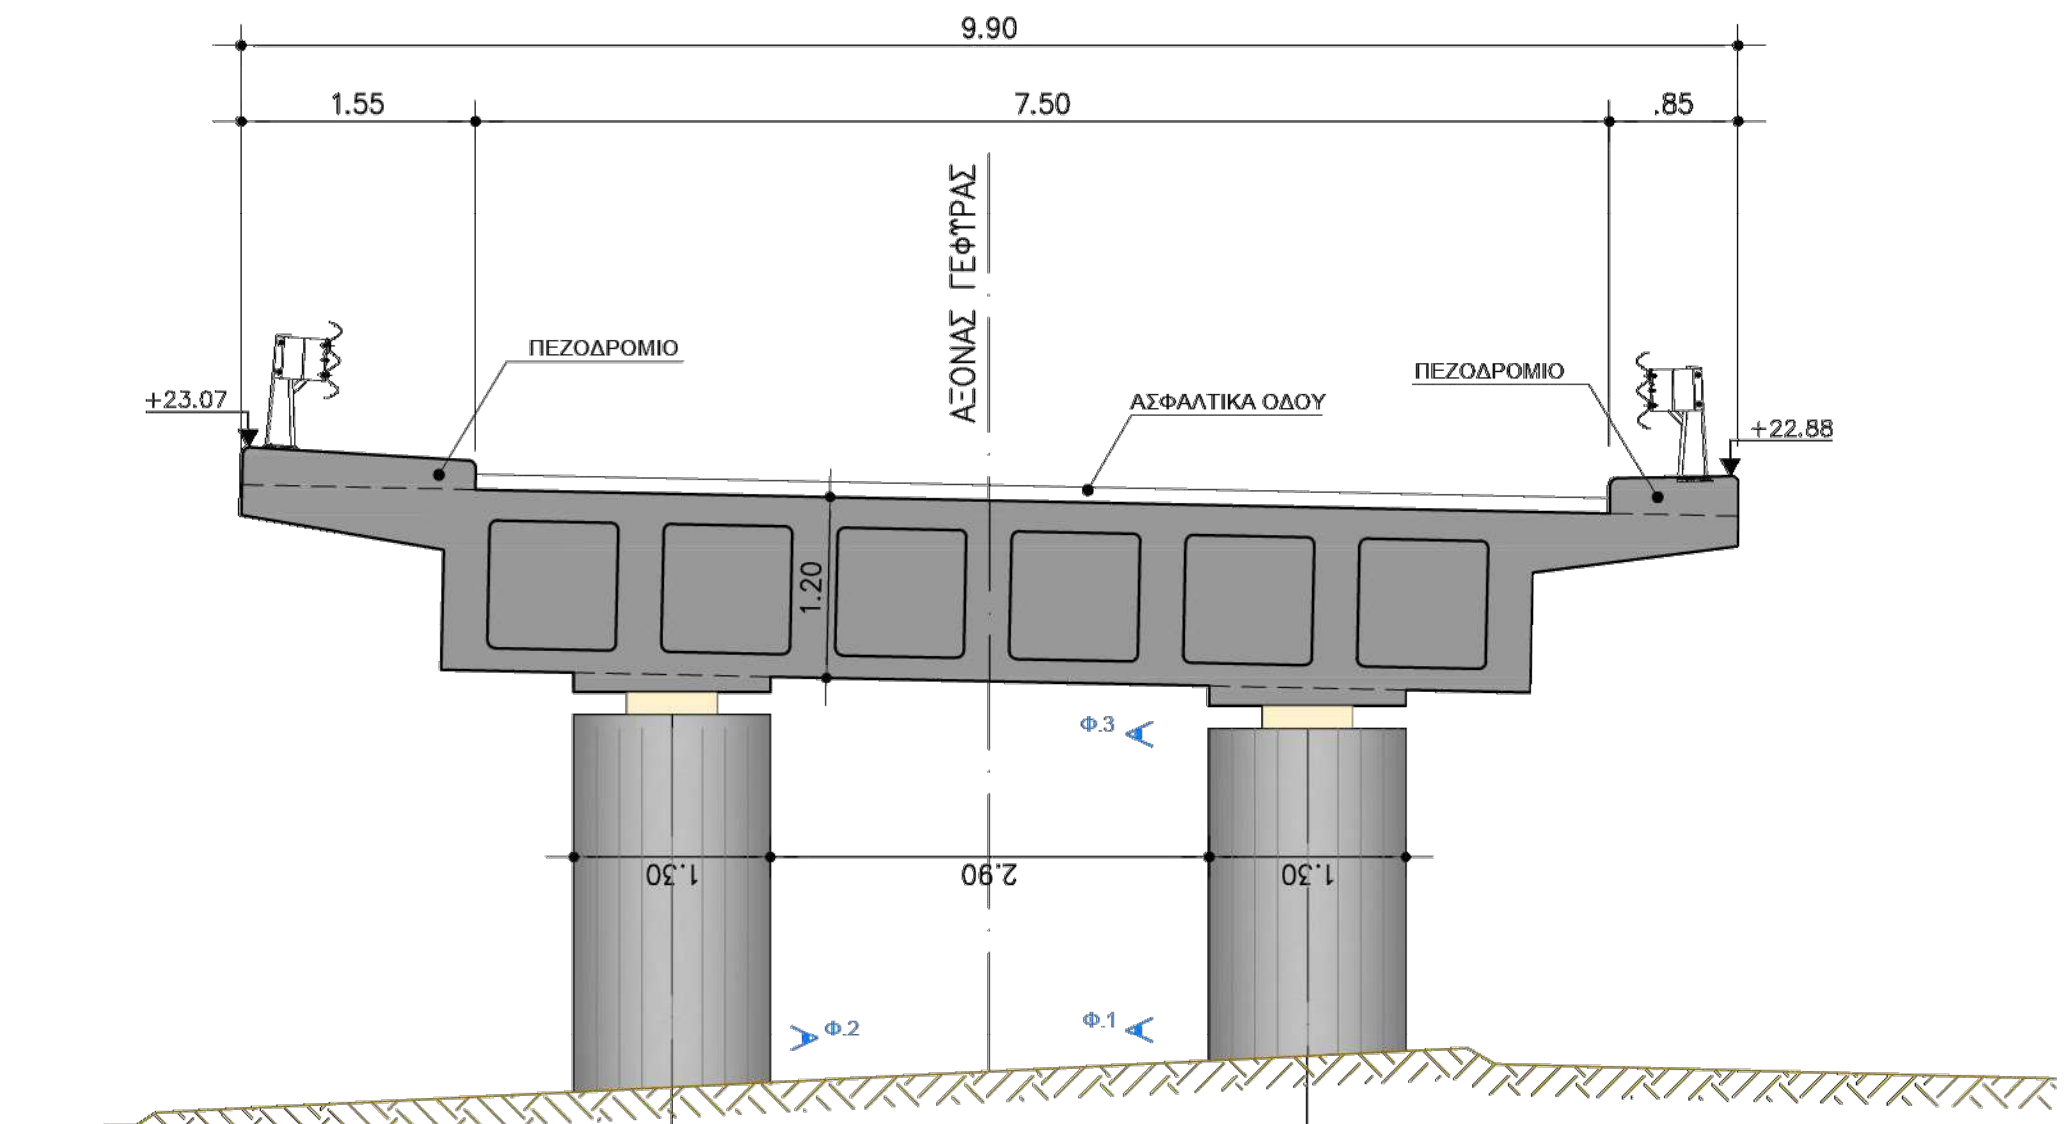 9.90
1.55
7.50
.85
ΑΞΟΝΑΣ ΓΕΦΥΡΑΣ
ΠΕΖΟΔΡΟΜΙΟ
ΠΕΖΟΔΡΟΜΙΟ
ΑΣΦΑΛΤΙΚΑ ΟΔΟΥ
+23.07
+22.88
1.20
Φ.3
1.30
2.90
1.30
Φ.2
Φ.1